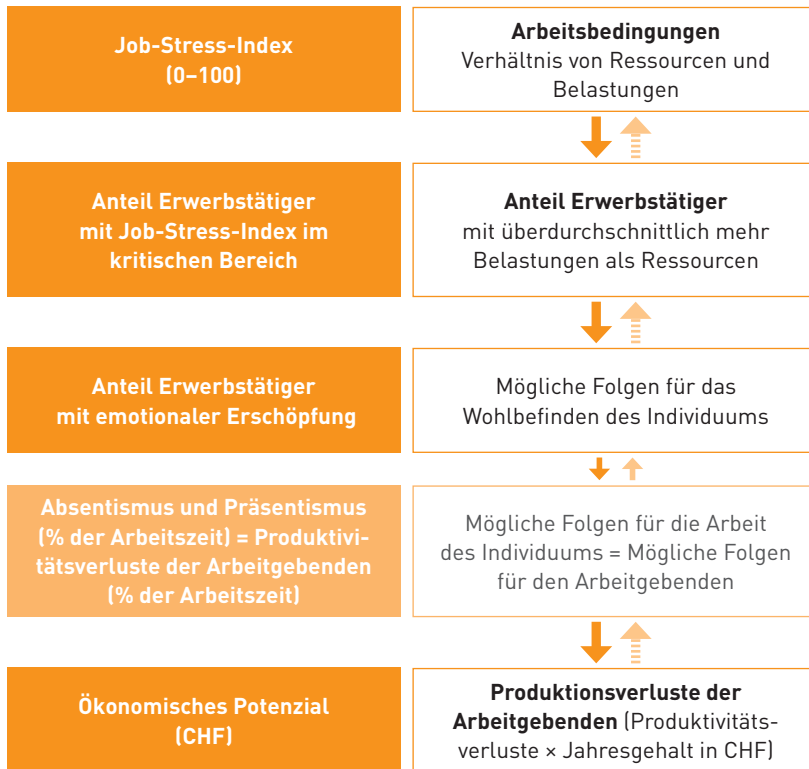 Job-Stress-Index
(0–100)
Arbeitsbedingungen
Verhältnis von Ressourcen und
Belastungen
Anteil Erwerbstätiger
mit Job-Stress-Index im
kritischen Bereich
Anteil Erwerbstätiger
mit überdurchschnittlich mehr
Belastungen als Ressourcen
Anteil Erwerbstätiger
mit emotionaler Erschöpfung
Mögliche Folgen für das
Wohlbefinden des Individuums
Absentismus und Präsentismus
(% der Arbeitszeit) = Produktivi-
tätsverluste der Arbeitgebenden
(% der Arbeitszeit)
Mögliche Folgen für die Arbeit
des Individuums = Mögliche Folgen
für den Arbeitgebenden
Ökonomisches Potenzial
(CHF)
Produktionsverluste der
Arbeitgebenden (Produktivitäts-
verluste × Jahresgehalt in CHF)